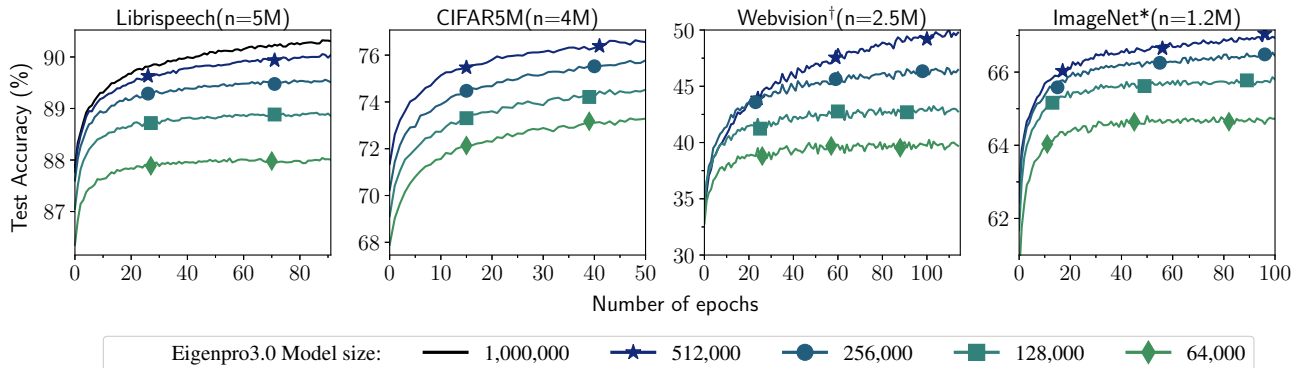 Librispeech(n=5M)
CIFAR5M(n=4M)
Webvision†(n=2.5M)
ImageNet*(n=1.2M)
Test Accuracy (%)
90
89
88
87
0 20 40 60 80
76
74
72
70
68
0 10 20 30 40 50
50
45
40
35
30
0 20 40 60 80 100
66
64
62
0 20 40 60 80 100
Number of epochs
Eigenpro3.0 Model size: 1,000,000 512,000 256,000 128,000 64,000